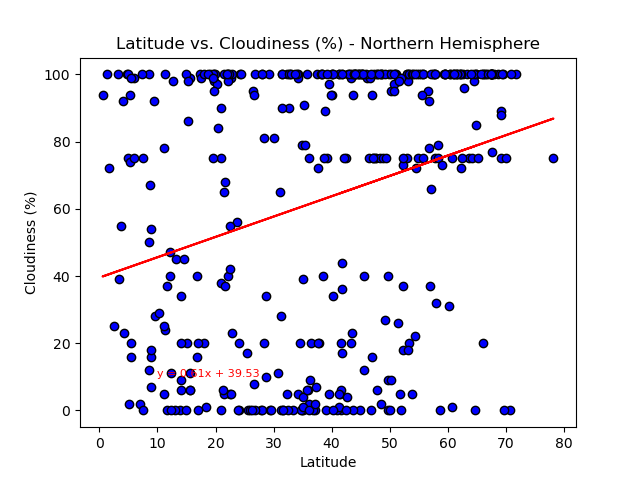 Latitude vs. Cloudiness (%) - Northern Hemisphere
Cloudiness (%)
100
80
60
40
20
0
y = 0.61x + 39.53
0 10 20 30 40 50 60 70 80
Latitude